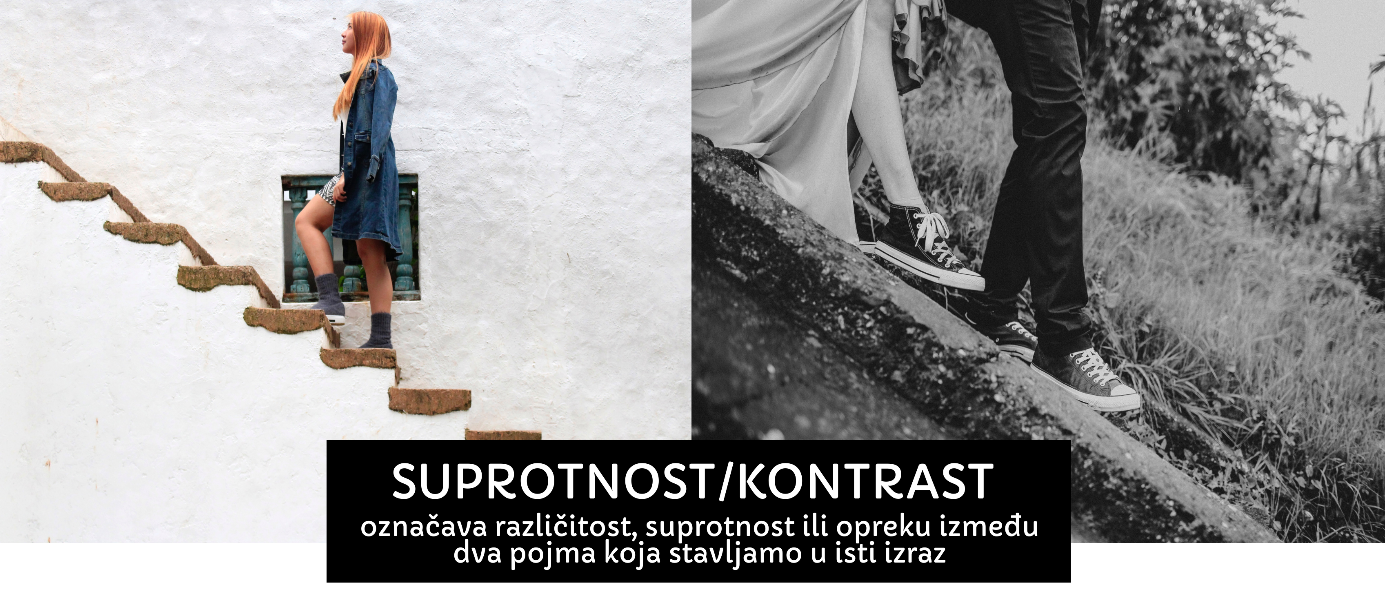 SUPROTNOST/KONTRAST
označava različitost, suprotnost ili opreku između
dva pojma koja stavljamo u isti izraz